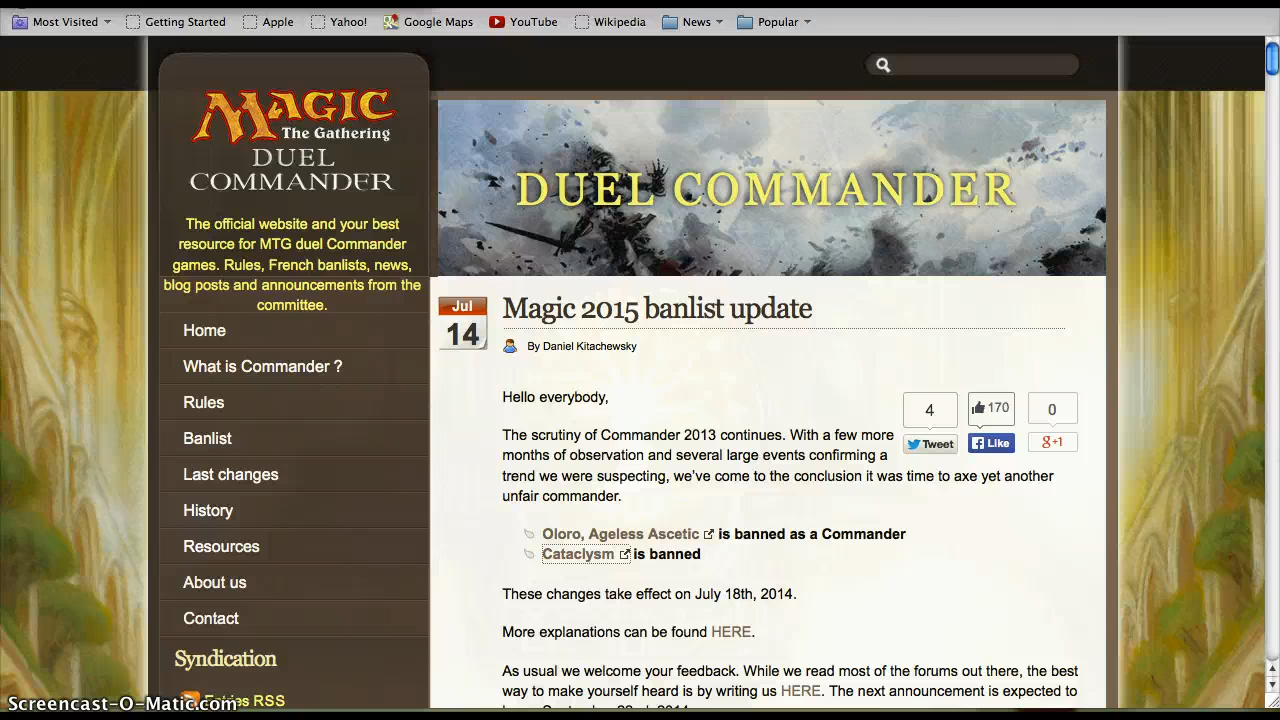 Most Visited Getting Started Apple Yahoo! Google Maps YouTube Wikipedia News Popular
MAGIC
The Gathering
DUEL
COMMANDER
The official website and your best
resource for MTG duel Commander
games. Rules, French banlists, news,
blog posts and announcements from the
committee.
Home
What is Commander ?
Rules
Banlist
Last changes
History
Resources
About us
Contact
Syndication
Entries RSS
DUEL COMMANDER
Jul
14
Magic 2015 banlist update
By Daniel Kitachewsky
Hello everybody,
4
170
0
Tweet
Like
g+1
The scrutiny of Commander 2013 continues. With a few more
months of observation and several large events confirming a
trend we were suspecting, we've come to the conclusion it was time to axe yet another
unfair commander.
Oloro, Ageless Ascetic is banned as a Commander
Cataclysm is banned
These changes take effect on July 18th, 2014.
More explanations can be found HERE.
As usual we welcome your feedback. While we read most of the forums out there, the best
way to make yourself heard is by writing us HERE. The next announcement is expected to
Screencast-O-Matic.com